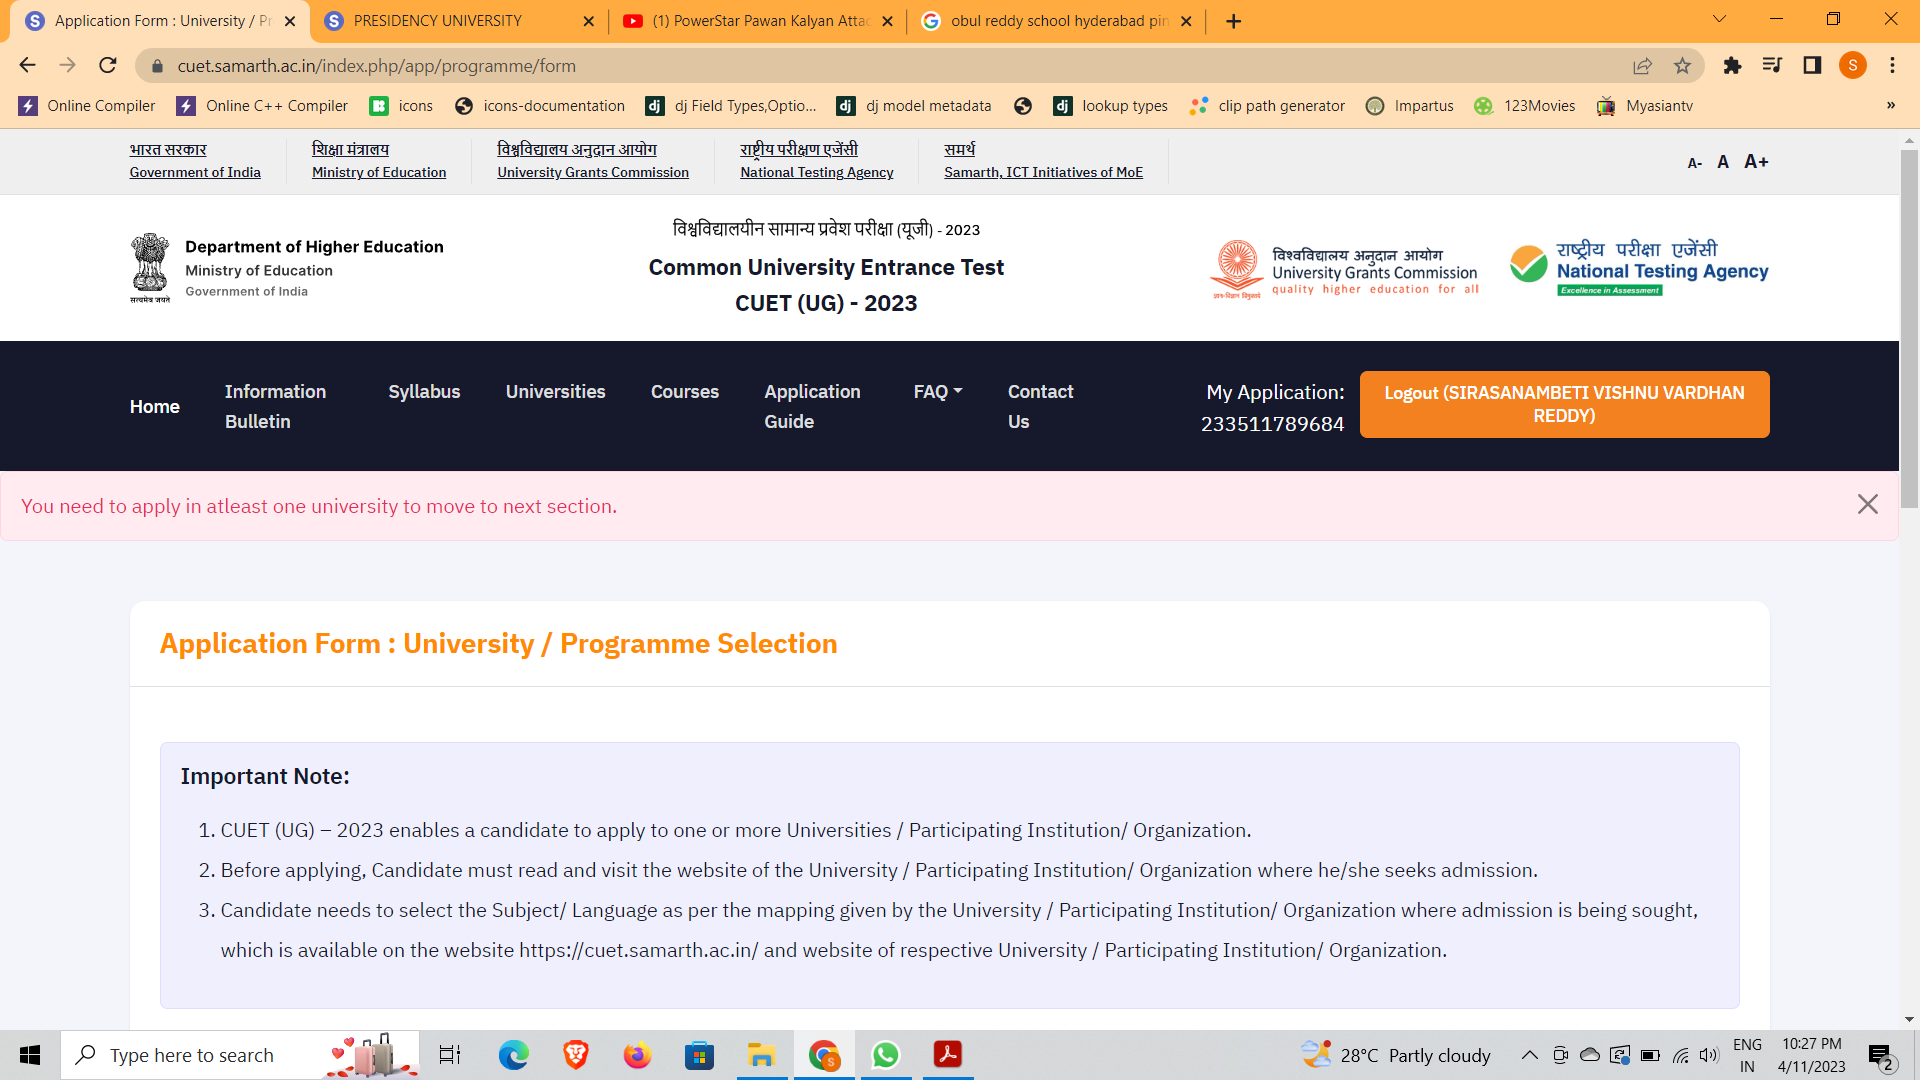 Application Form : University / Pr
PRESIDENCY UNIVERSITY
(1) PowerStar Pawan Kalyan Attac
obul reddy school hyderabad pin
cuet.samarth.ac.in/index.php/app/programme/form
S
Online Compiler
Online C++ Compiler
icons
icons-documentation
dj Field Types,Optio...
dj model metadata
lookup types
clip path generator
Impartus
123Movies
Myasiantv
»
भारत सरकार
Government of India
शिक्षा मंत्रालय
Ministry of Education
विश्वविद्यालय अनुदान आयोग
University Grants Commission
राष्ट्रीय परीक्षण एजेंसी
National Testing Agency
समर्थ
Samarth, ICT Initiatives of MoE
A- A A+
सत्यमेव जयते
Department of Higher Education
Ministry of Education
Government of India
विश्वविद्यालयीन सामान्य प्रवेश परीक्षा (यूजी) - 2023
Common University Entrance Test
CUET (UG) - 2023
ज्ञान-विज्ञान विमुक्तये
विश्वविद्यालय अनुदान आयोग
University Grants Commission
quality higher education for all
राष्ट्रीय परीक्षा एजेंसी
National Testing Agency
Excellence in Assessment
Home
Information
Bulletin
Syllabus
Universities
Courses
Application
Guide
FAQ
Contact
Us
My Application:
233511789684
Logout (SIRASANAMBETI VISHNU VARDHAN
REDDY)
You need to apply in atleast one university to move to next section.
Application Form : University / Programme Selection
Important Note:
1. CUET (UG) – 2023 enables a candidate to apply to one or more Universities / Participating Institution/ Organization.
2. Before applying, Candidate must read and visit the website of the University / Participating Institution/ Organization where he/she seeks admission.
3. Candidate needs to select the Subject/ Language as per the mapping given by the University / Participating Institution/ Organization where admission is being sought,
which is available on the website https://cuet.samarth.ac.in/ and website of respective University / Participating Institution/ Organization.
Type here to search
28°C Partly cloudy
ENG
IN
10:27 PM
4/11/2023
2